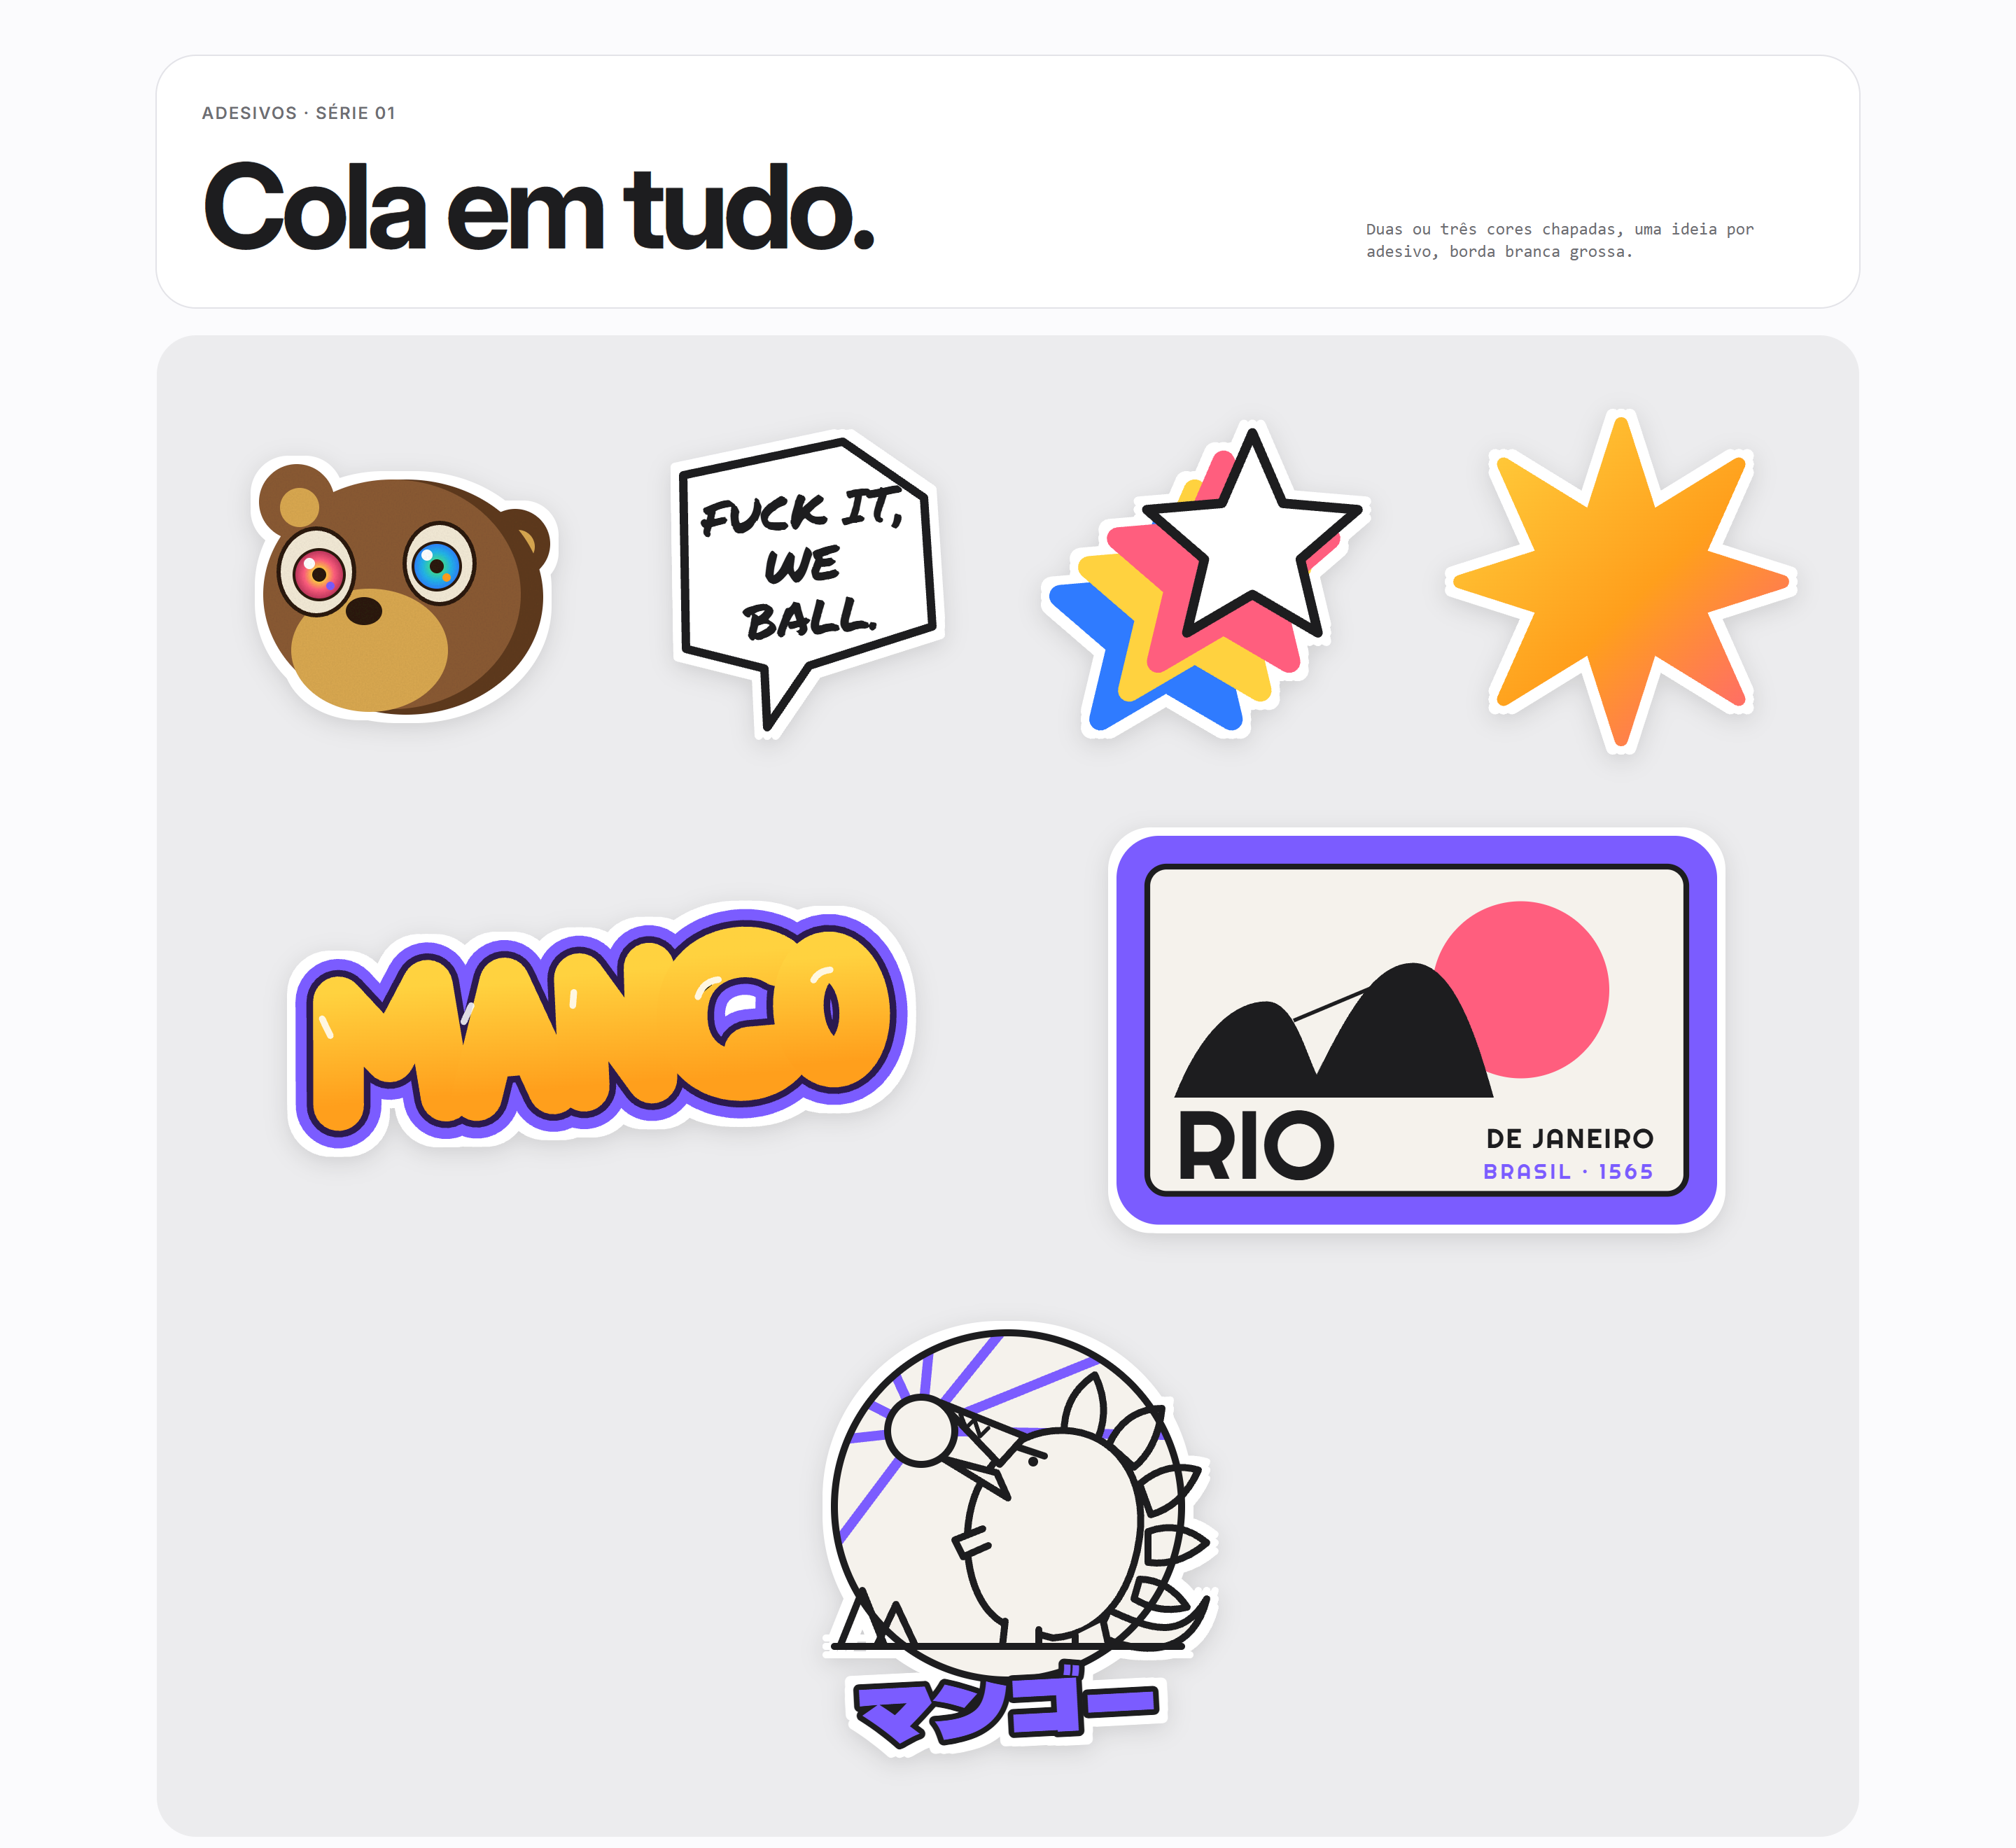 ADESIVOS · SÉRIE 01
Cola em tudo.
Duas ou três cores chapadas, uma ideia por
adesivo, borda branca grossa.
FUCK IT,
WE
BALL.
MANGO
RIO
DE JANEIRO
BRASIL · 1565
マンゴー